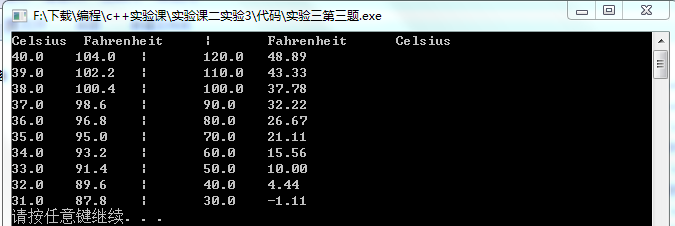 F:\下载\编程\c++实验课\实验课二实验3\代码\实验三第三题.exe
Celsius Fahrenheit ¦ Fahrenheit Celsius
40.0 104.0 ¦ 120.0 48.89
39.0 102.2 ¦ 110.0 43.33
38.0 100.4 ¦ 100.0 37.78
37.0 98.6 ¦ 90.0 32.22
36.0 96.8 ¦ 80.0 26.67
35.0 95.0 ¦ 70.0 21.11
34.0 93.2 ¦ 60.0 15.56
33.0 91.4 ¦ 50.0 10.00
32.0 89.6 ¦ 40.0 4.44
31.0 87.8 ¦ 30.0 -1.11
请按任意键继续. . .